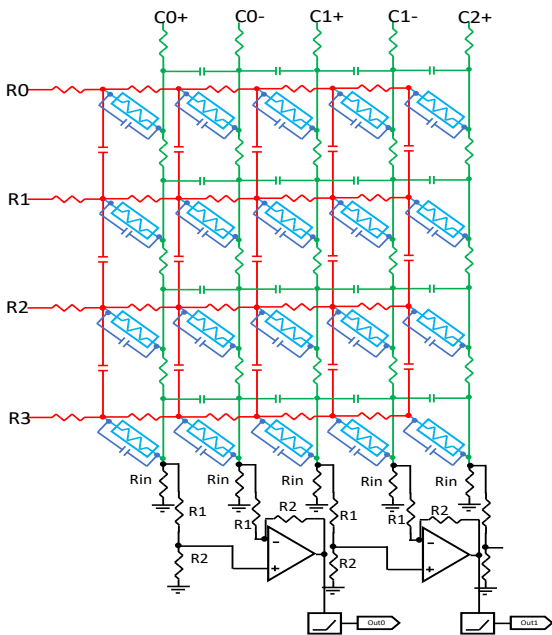 C0+ C0- C1+ C1- C2+
R0
R1
R2
R3
Rin Rin Rin Rin Rin
R1 R1 R2 R1 R1 R2
R2 R2
Out0 Out1